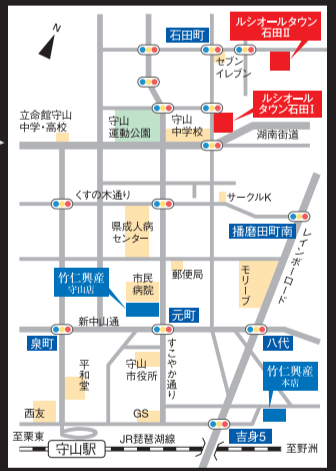 ルシオールタウン
石田Ⅱ
石田町
セブン
イレブン
ルシオール
タウン石田Ⅰ
立命館守山
中学・高校
守山
運動公園
守山
中学校
湖南街道
くすの木通り
サークルK
県成人病
センター
播磨田町南
レインボーロード
竹仁興産
守山店
市民
病院
郵便局
モリーブ
元町
新中山通
泉町
八代
すこやか通り
平和堂
守山
市役所
竹仁興産
本店
西友
GS
吉身5
至栗東
守山駅
JR琵琶湖線
至野洲